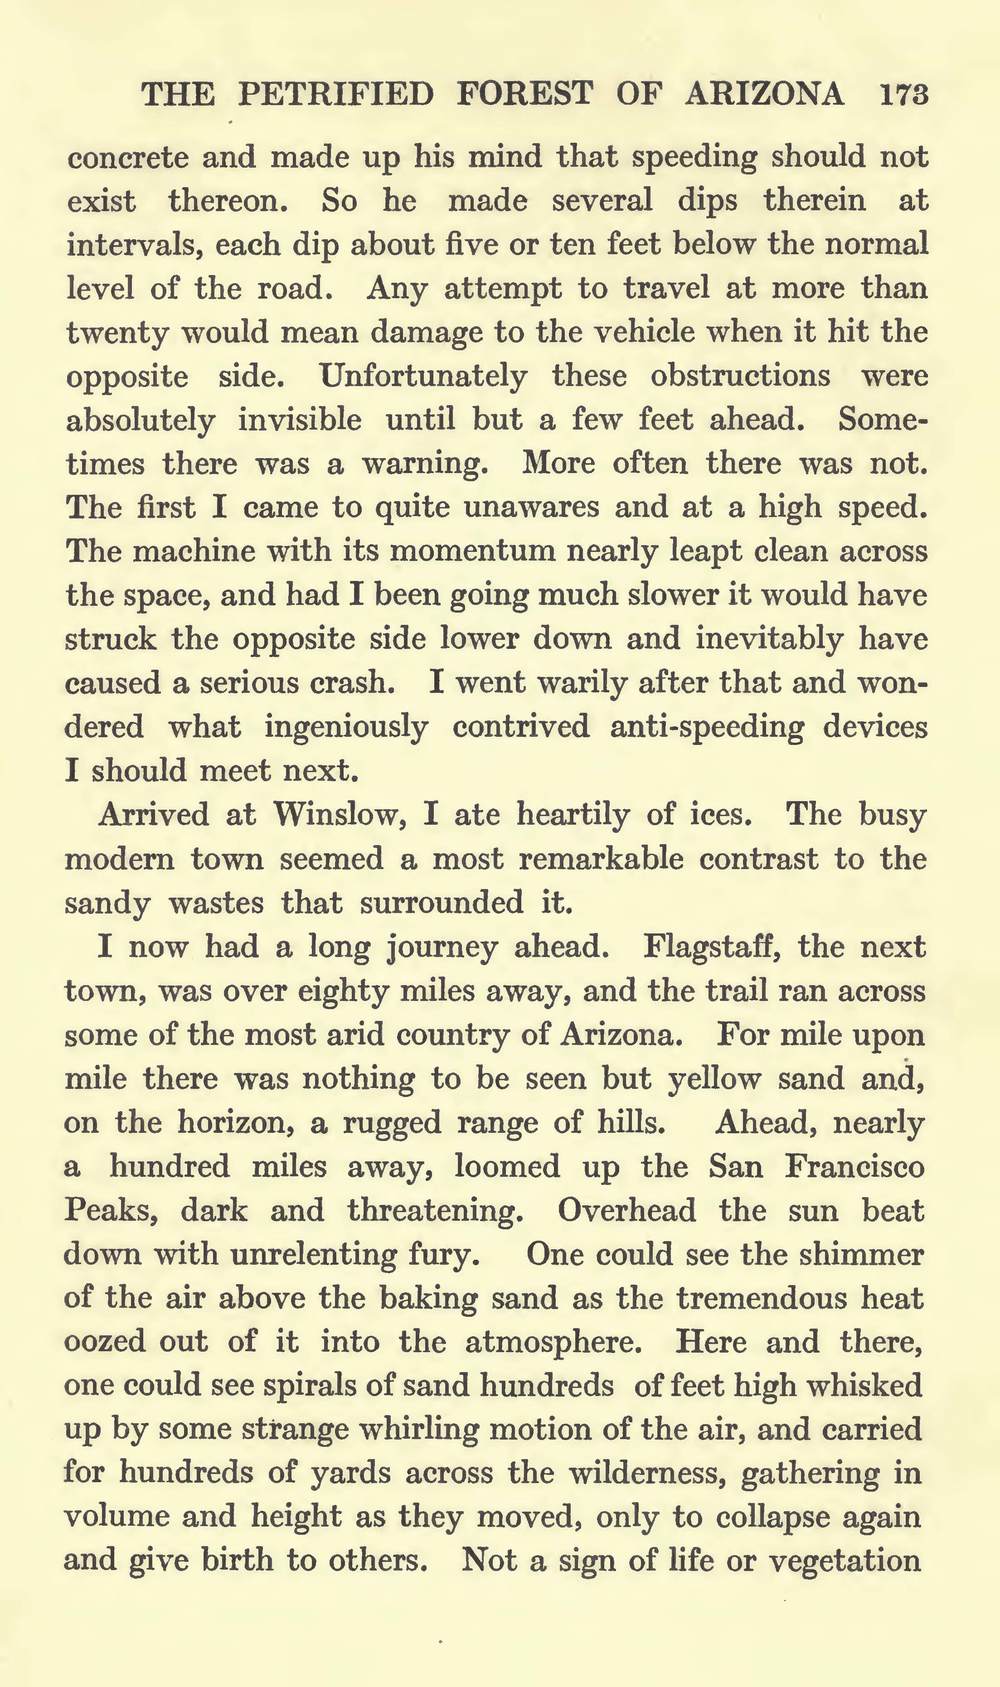 THE PETRIFIED FOREST OF ARIZONA 173
concrete and made up his mind that speeding should not
exist thereon. So he made several dips therein at
intervals, each dip about five or ten feet below the normal
level of the road. Any attempt to travel at more than
twenty would mean damage to the vehicle when it hit the
opposite side. Unfortunately these obstructions were
absolutely invisible until but a few feet ahead. Some-
times there was a warning. More often there was not.
The first I came to quite unawares and at a high speed.
The machine with its momentum nearly leapt clean across
the space, and had I been going much slower it would have
struck the opposite side lower down and inevitably have
caused a serious crash. I went warily after that and won-
dered what ingeniously contrived anti-speeding devices
I should meet next.
Arrived at Winslow, I ate heartily of ices. The busy
modern town seemed a most remarkable contrast to the
sandy wastes that surrounded it.
I now had a long journey ahead. Flagstaff, the next
town, was over eighty miles away, and the trail ran across
some of the most arid country of Arizona. For mile upon
mile there was nothing to be seen but yellow sand and,
on the horizon, a rugged range of hills. Ahead, nearly
a hundred miles away, loomed up the San Francisco
Peaks, dark and threatening. Overhead the sun beat
down with unrelenting fury. One could see the shimmer
of the air above the baking sand as the tremendous heat
oozed out of it into the atmosphere. Here and there,
one could see spirals of sand hundreds of feet high whisked
up by some strange whirling motion of the air, and carried
for hundreds of yards across the wilderness, gathering in
volume and height as they moved, only to collapse again
and give birth to others. Not a sign of life or vegetation